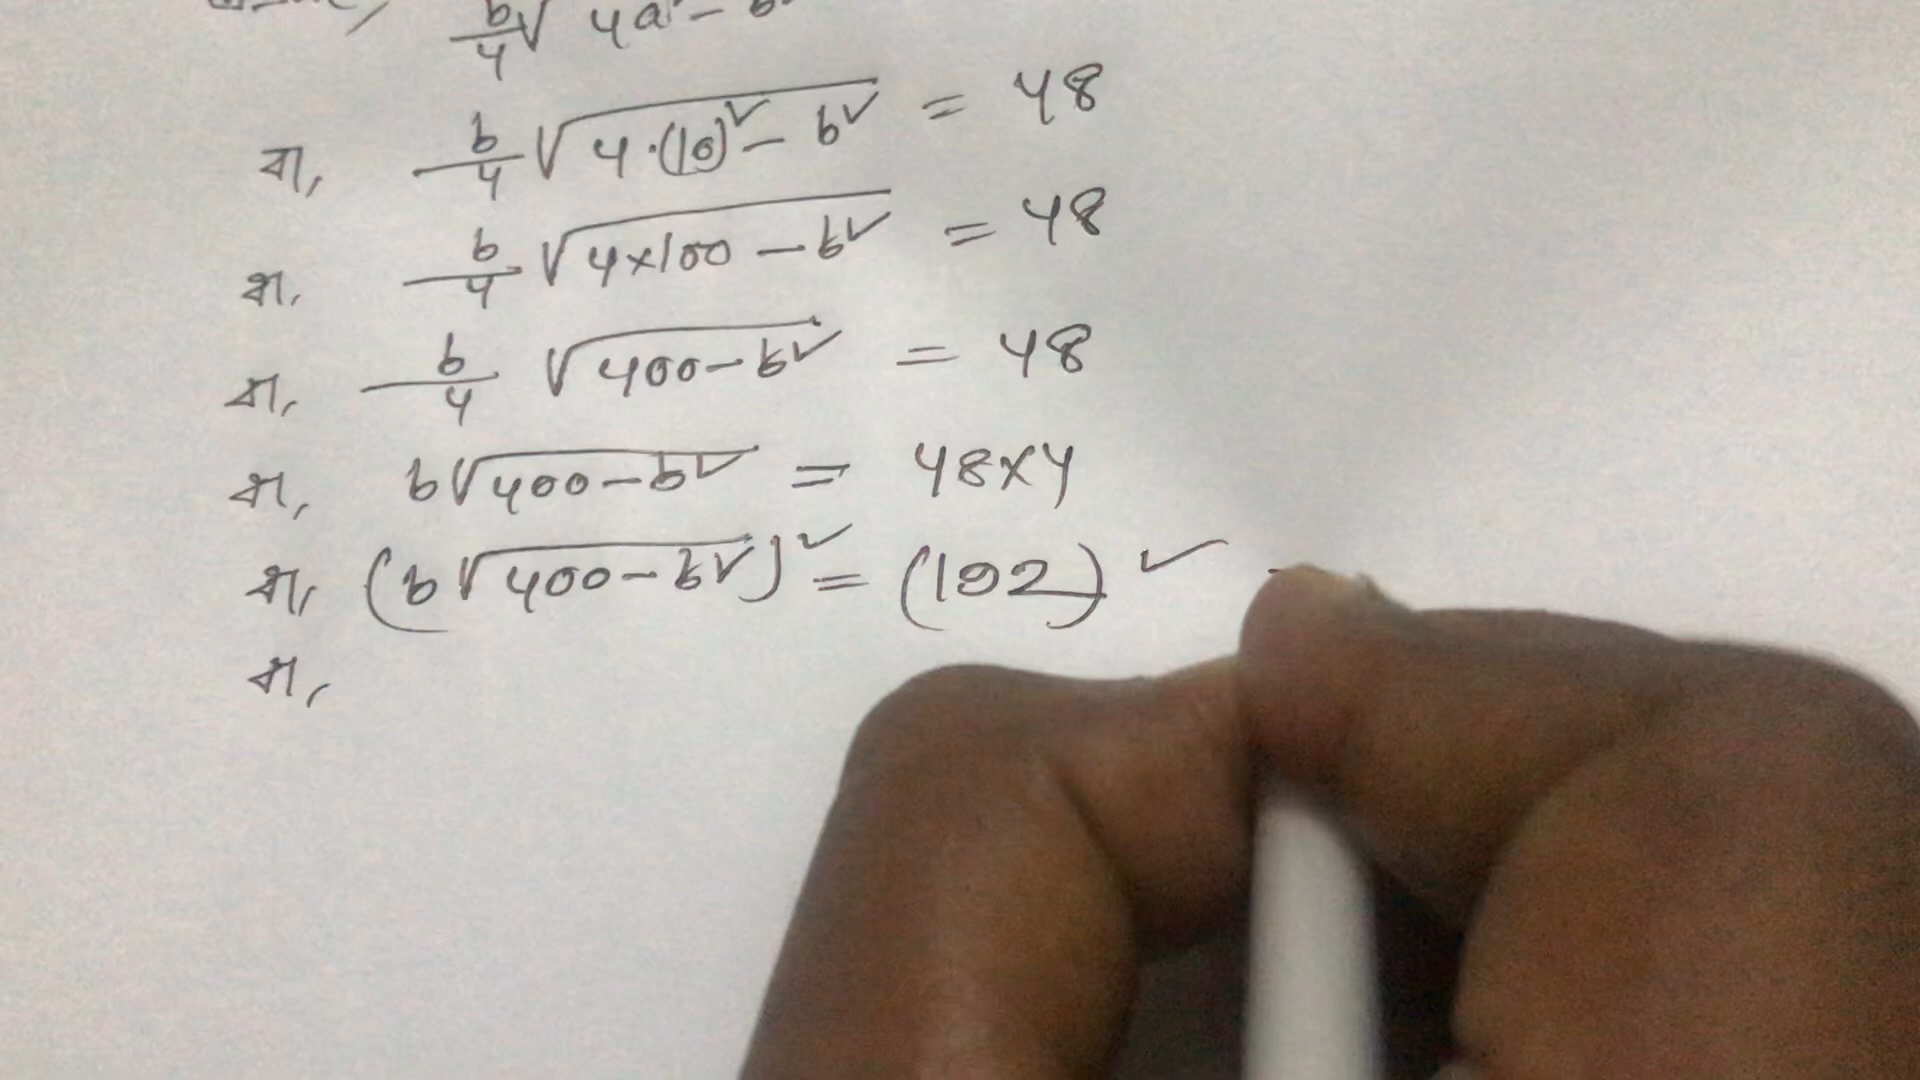 b/4√4a² - b²
বা, b/4√4·(10)² - b² = 48
বা, b/4√4×100 - b² = 48
বা, b/4 √400-b² = 48
বা, b√400-b² = 48×4
বা, (b√400-b²)² = (192)²
বা,